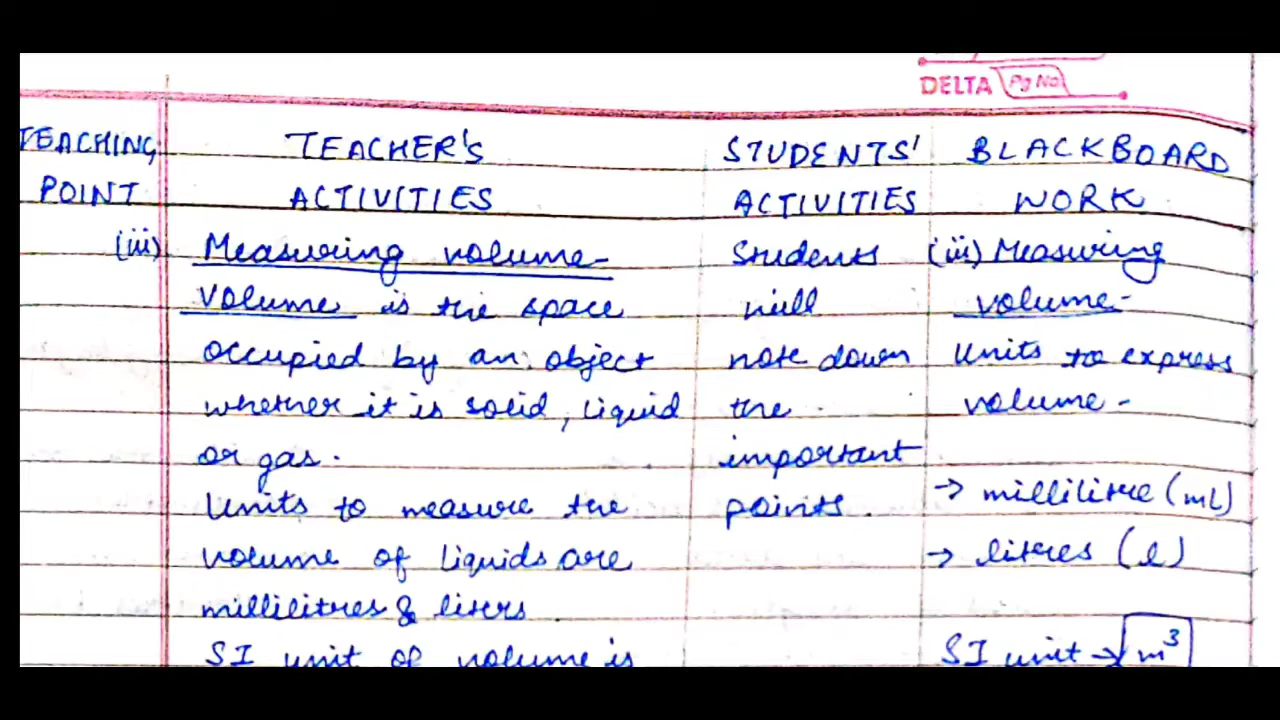 DELTA Pg No
TEACHING TEACHER'S STUDENTS' BLACKBOARD
POINT ACTIVITIES ACTIVITIES WORK
(iii) Measuring volume- Students (iii) Measuring
volume is the space will volume-
occupied by an object note down Units to express
whether it is solid, liquid the volume-
or gas. important
Units to measure the points. → millilitre (mL)
volume of liquids are → litres (l)
millilitres & liters
SI unit of volume is SI unit → m³